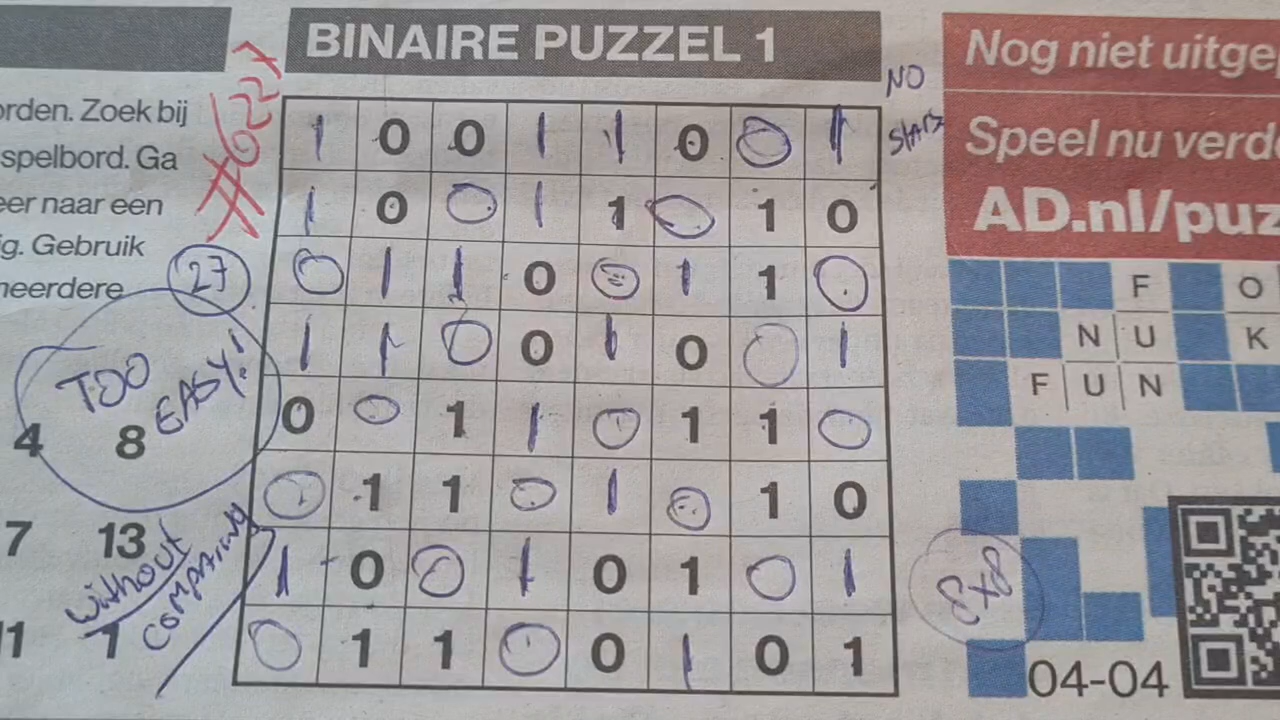 BINAIRE PUZZEL 1
#0227
NO
stars
orden. Zoek bij
spelbord. Ga
eer naar een
ig. Gebruik
meerdere
27
TOO
EASY!
4 8
7 13
11 1
without
comparing
1 0 0 1 1 0 0 1
1 0 0 1 1 0 1 0
0 1 1 0 0 1 1 0
1 1 0 0 1 0 0 1
0 0 1 1 0 1 1 0
0 1 1 0 1 0 1 0
1 0 0 1 0 1 0 1
0 1 1 0 0 1 0 1
Nog niet uitge
Speel nu verd
AD.nl/puz
F O
N U K
F U N
8x8
04-04